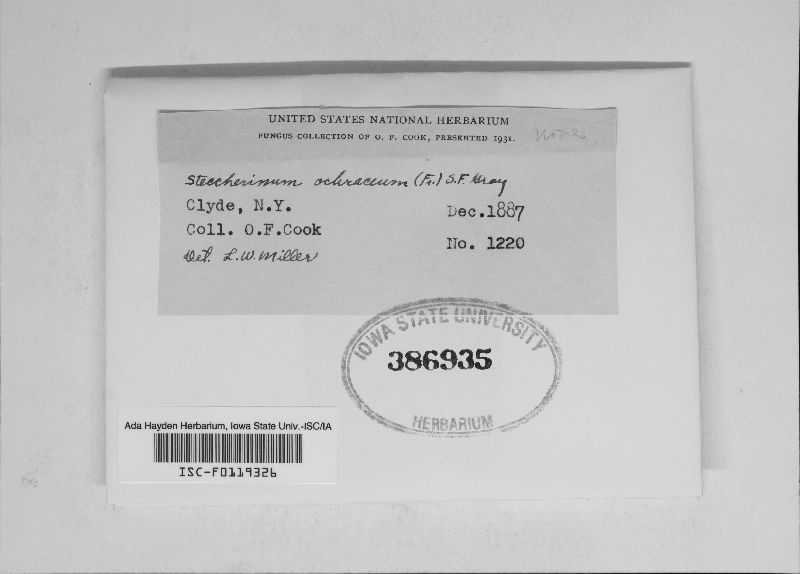 UNITED STATES NATIONAL HERBARIUM
FUNGUS COLLECTION OF O. F. COOK, PRESENTED 1931.
Steccherinum ochraceum (Fr.) S.F. Gray
Clyde, N.Y.
Dec.1887
Coll. O.F.Cook
No. 1220
Det. L.W. Miller
IOWA STATE UNIVERSITY
386935
HERBARIUM
Ada Hayden Herbarium, Iowa State Univ.-ISC/IA
ISC-F0119326